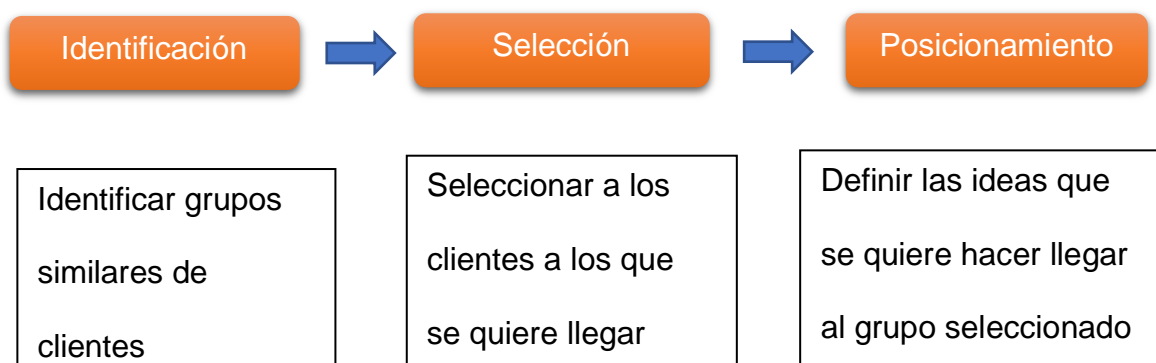 Identificación
Selección
Posicionamiento
Identificar grupos
similares de
clientes
Seleccionar a los
clientes a los que
se quiere llegar
Definir las ideas que
se quiere hacer llegar
al grupo seleccionado